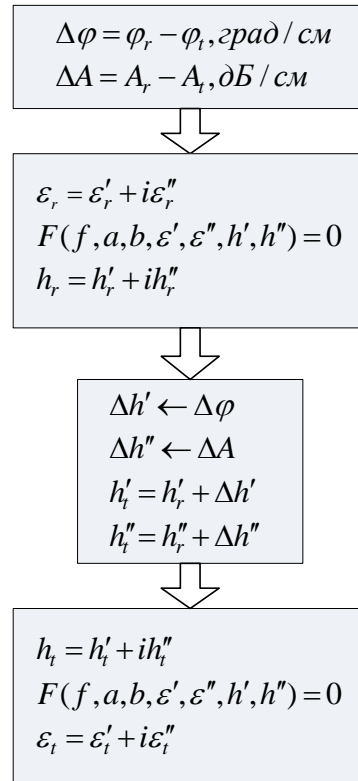 Δφ = φ_r − φ_t, град / см
ΔA = A_r − A_t, дБ / см
ε_r = ε′_r + iε″_r
F(f,a,b,ε′,ε″,h′,h″) = 0
h_r = h′_r + ih″_r
Δh′ ← Δφ
Δh″ ← ΔA
h′_t = h′_r + Δh′
h″_t = h″_r + Δh″
h_t = h′_t + ih″_t
F(f,a,b,ε′,ε″,h′,h″) = 0
ε_t = ε′_t + iε″_t